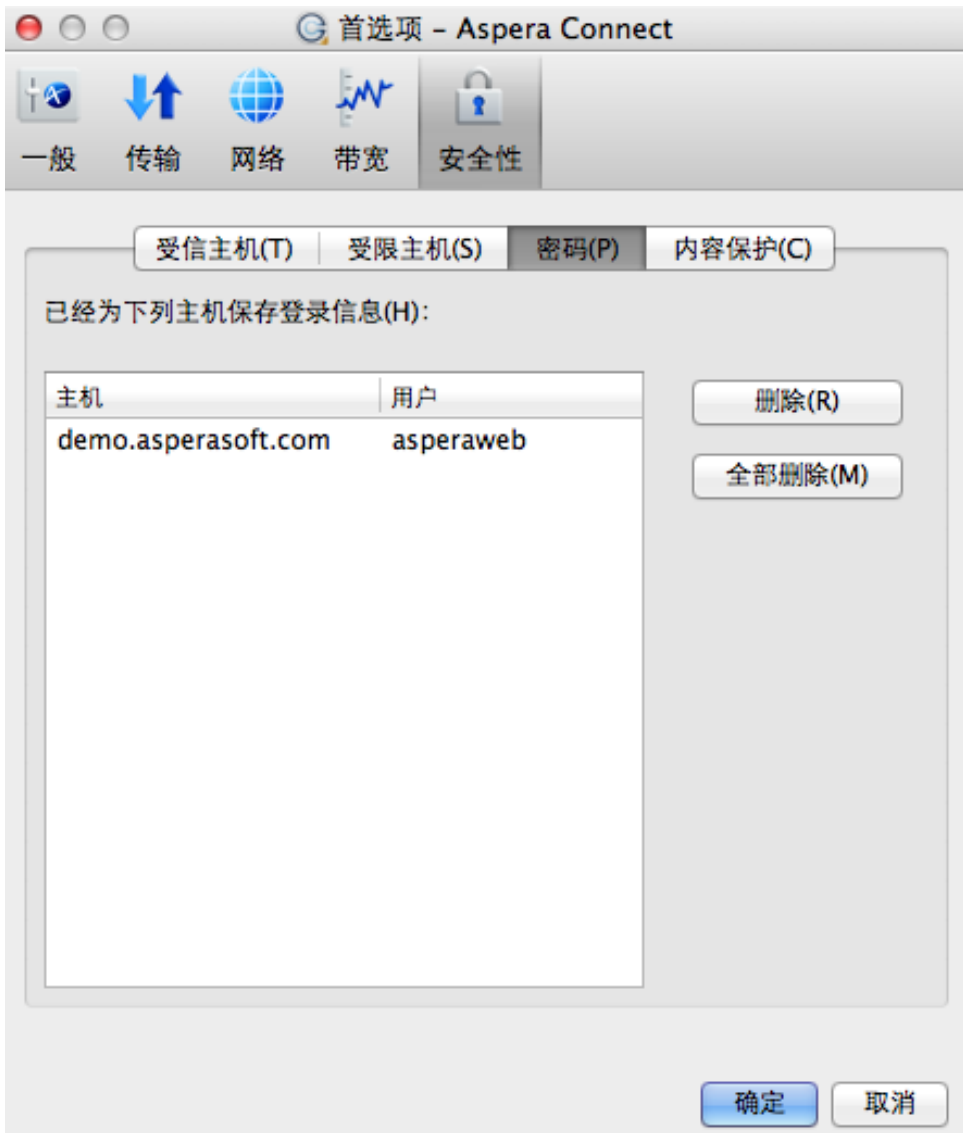 首选项 – Aspera Connect
一般 传输 网络 带宽 安全性
受信主机(T) 受限主机(S) 密码(P) 内容保护(C)
已经为下列主机保存登录信息(H):
主机 用户
删除(R)
demo.asperasoft.com asperaweb
全部删除(M)
确定 取消